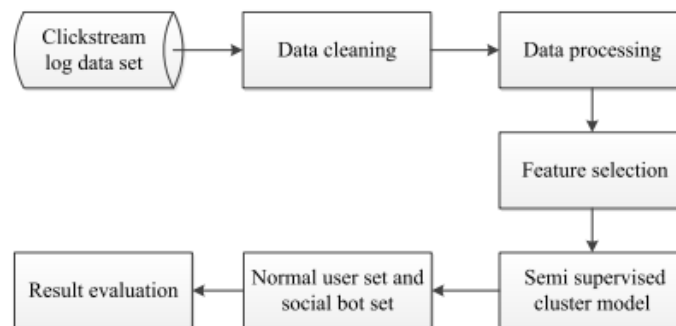 Clickstream
log data set
Data cleaning
Data processing
Feature selection
Semi supervised
cluster model
Normal user set and
social bot set
Result evaluation